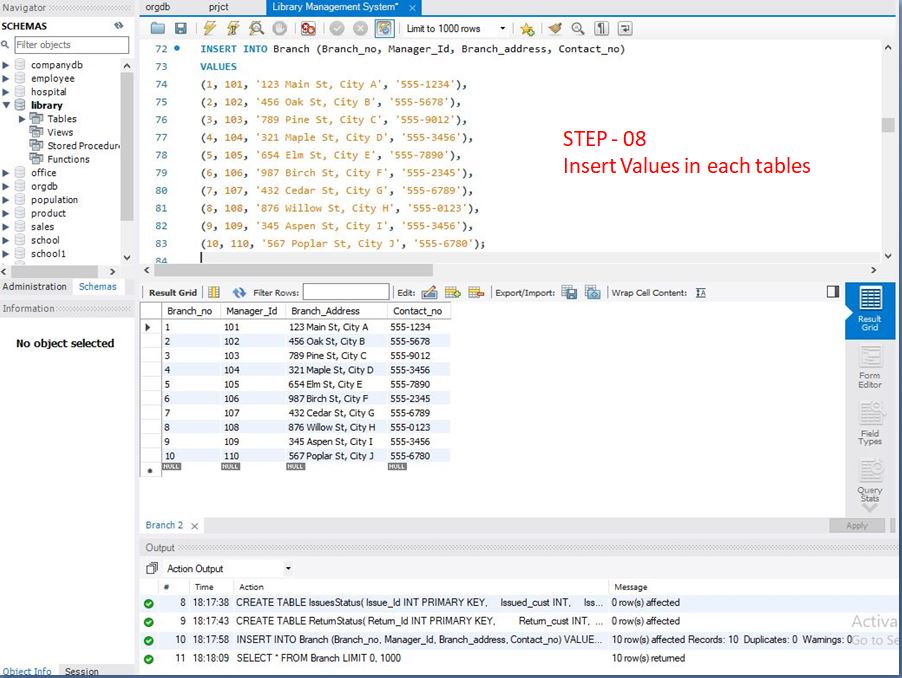 Navigator
SCHEMAS
Filter objects
companydb
employee
hospital
library
Tables
Views
Stored Procedure
Functions
office
orgdb
population
product
sales
school
school1
Administration Schemas
Information
No object selected
Object Info Session
orgdb prjct Library Management System*
Limit to 1000 rows
72 INSERT INTO Branch (Branch_no, Manager_Id, Branch_address, Contact_no)
73 VALUES
74 (1, 101, '123 Main St, City A', '555-1234'),
75 (2, 102, '456 Oak St, City B', '555-5678'),
76 (3, 103, '789 Pine St, City C', '555-9012'),
77 (4, 104, '321 Maple St, City D', '555-3456'),
78 (5, 105, '654 Elm St, City E', '555-7890'),
79 (6, 106, '987 Birch St, City F', '555-2345'),
80 (7, 107, '432 Cedar St, City G', '555-6789'),
81 (8, 108, '876 Willow St, City H', '555-0123'),
82 (9, 109, '345 Aspen St, City I', '555-3456'),
83 (10, 110, '567 Poplar St, City J', '555-6780');
84
STEP - 08
Insert Values in each tables
Result Grid Filter Rows: Edit: Export/Import: Wrap Cell Content:
Branch_no Manager_Id Branch_Address Contact_no
1 101 123 Main St, City A 555-1234
2 102 456 Oak St, City B 555-5678
3 103 789 Pine St, City C 555-9012
4 104 321 Maple St, City D 555-3456
5 105 654 Elm St, City E 555-7890
6 106 987 Birch St, City F 555-2345
7 107 432 Cedar St, City G 555-6789
8 108 876 Willow St, City H 555-0123
9 109 345 Aspen St, City I 555-3456
10 110 567 Poplar St, City J 555-6780
NULL NULL NULL NULL
Result
Grid
Form
Editor
Field
Types
Query
Stats
Branch 2
Apply
Output
Action Output
# Time Action Message
8 18:17:38 CREATE TABLE IssuesStatus( Issue_Id INT PRIMARY KEY, Issued_cust INT, Iss... 0 row(s) affected
9 18:17:43 CREATE TABLE ReturnStatus( Return_Id INT PRIMARY KEY, Return_cust INT, ... 0 row(s) affected
10 18:17:58 INSERT INTO Branch (Branch_no, Manager_Id, Branch_address, Contact_no) VALUE... 10 row(s) affected Records: 10 Duplicates: 0 Warnings: 0
11 18:18:09 SELECT * FROM Branch LIMIT 0, 1000 10 row(s) returned
Activa
Go to Se